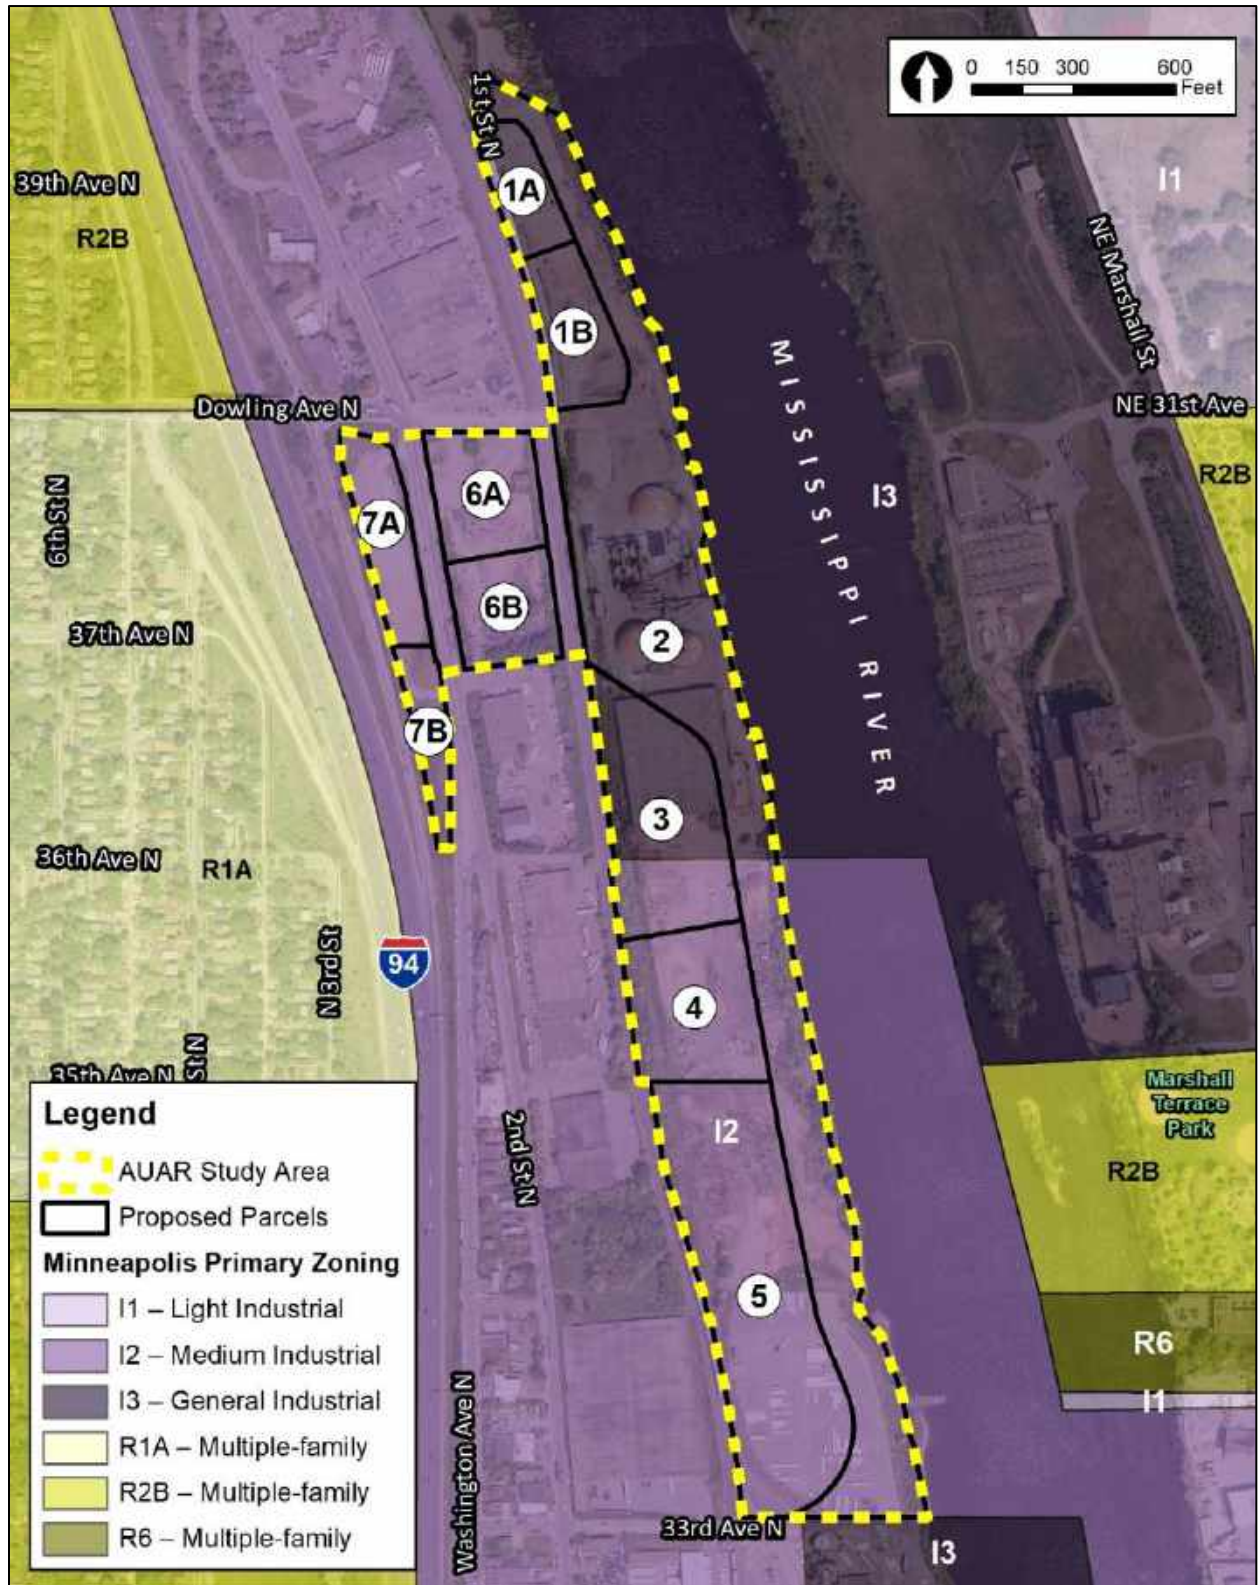 0 150 300 600
Feet
1st St N
39th Ave N
R2B
1A
I1
NE Marshall St
1B
Dowling Ave N
NE 31st Ave
R2B
6th St N
7A
6A
I3
MISSISSIPPI RIVER
37th Ave N
6B
2
7B
3
36th Ave N
R1A
N 3rd St
94
4
35th Ave N
St N
Marshall
Terrace
Park
R2B
2nd St N
I2
5
R6
I1
Washington Ave N
33rd Ave N
I3
Legend
AUAR Study Area
Proposed Parcels
Minneapolis Primary Zoning
I1 – Light Industrial
I2 – Medium Industrial
I3 – General Industrial
R1A – Multiple-family
R2B – Multiple-family
R6 – Multiple-family